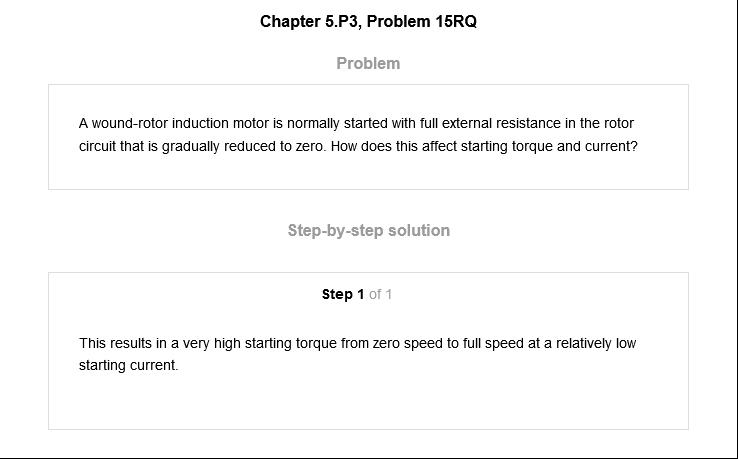 Chapter 5.P3, Problem 15RQ
Problem
A wound-rotor induction motor is normally started with full external resistance in the rotor
circuit that is gradually reduced to zero. How does this affect starting torque and current?
Step-by-step solution
Step 1 of 1
This results in a very high starting torque from zero speed to full speed at a relatively low
starting current.